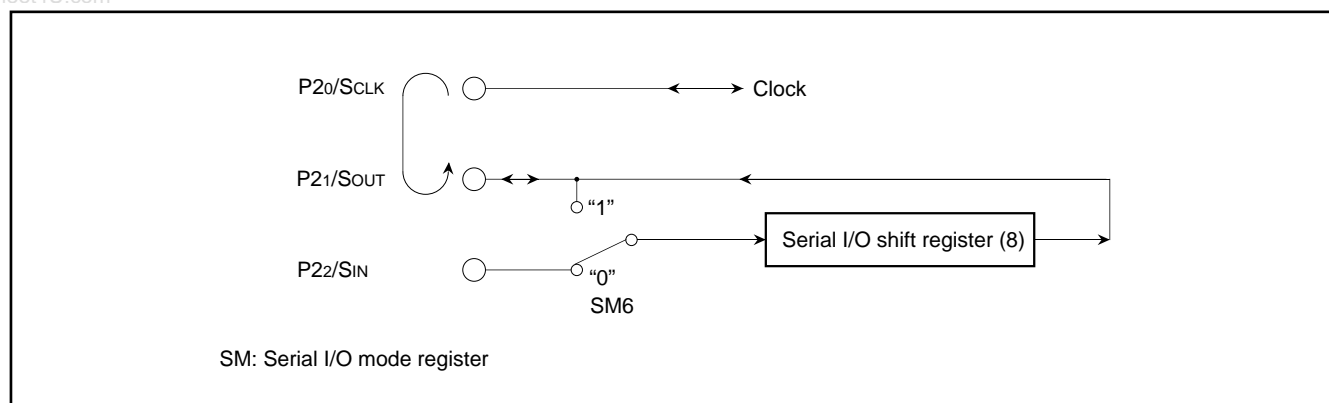 P20/SCLK
Clock
P21/SOUT
“1”
Serial I/O shift register (8)
P22/SIN
“0”
SM6
SM: Serial I/O mode register